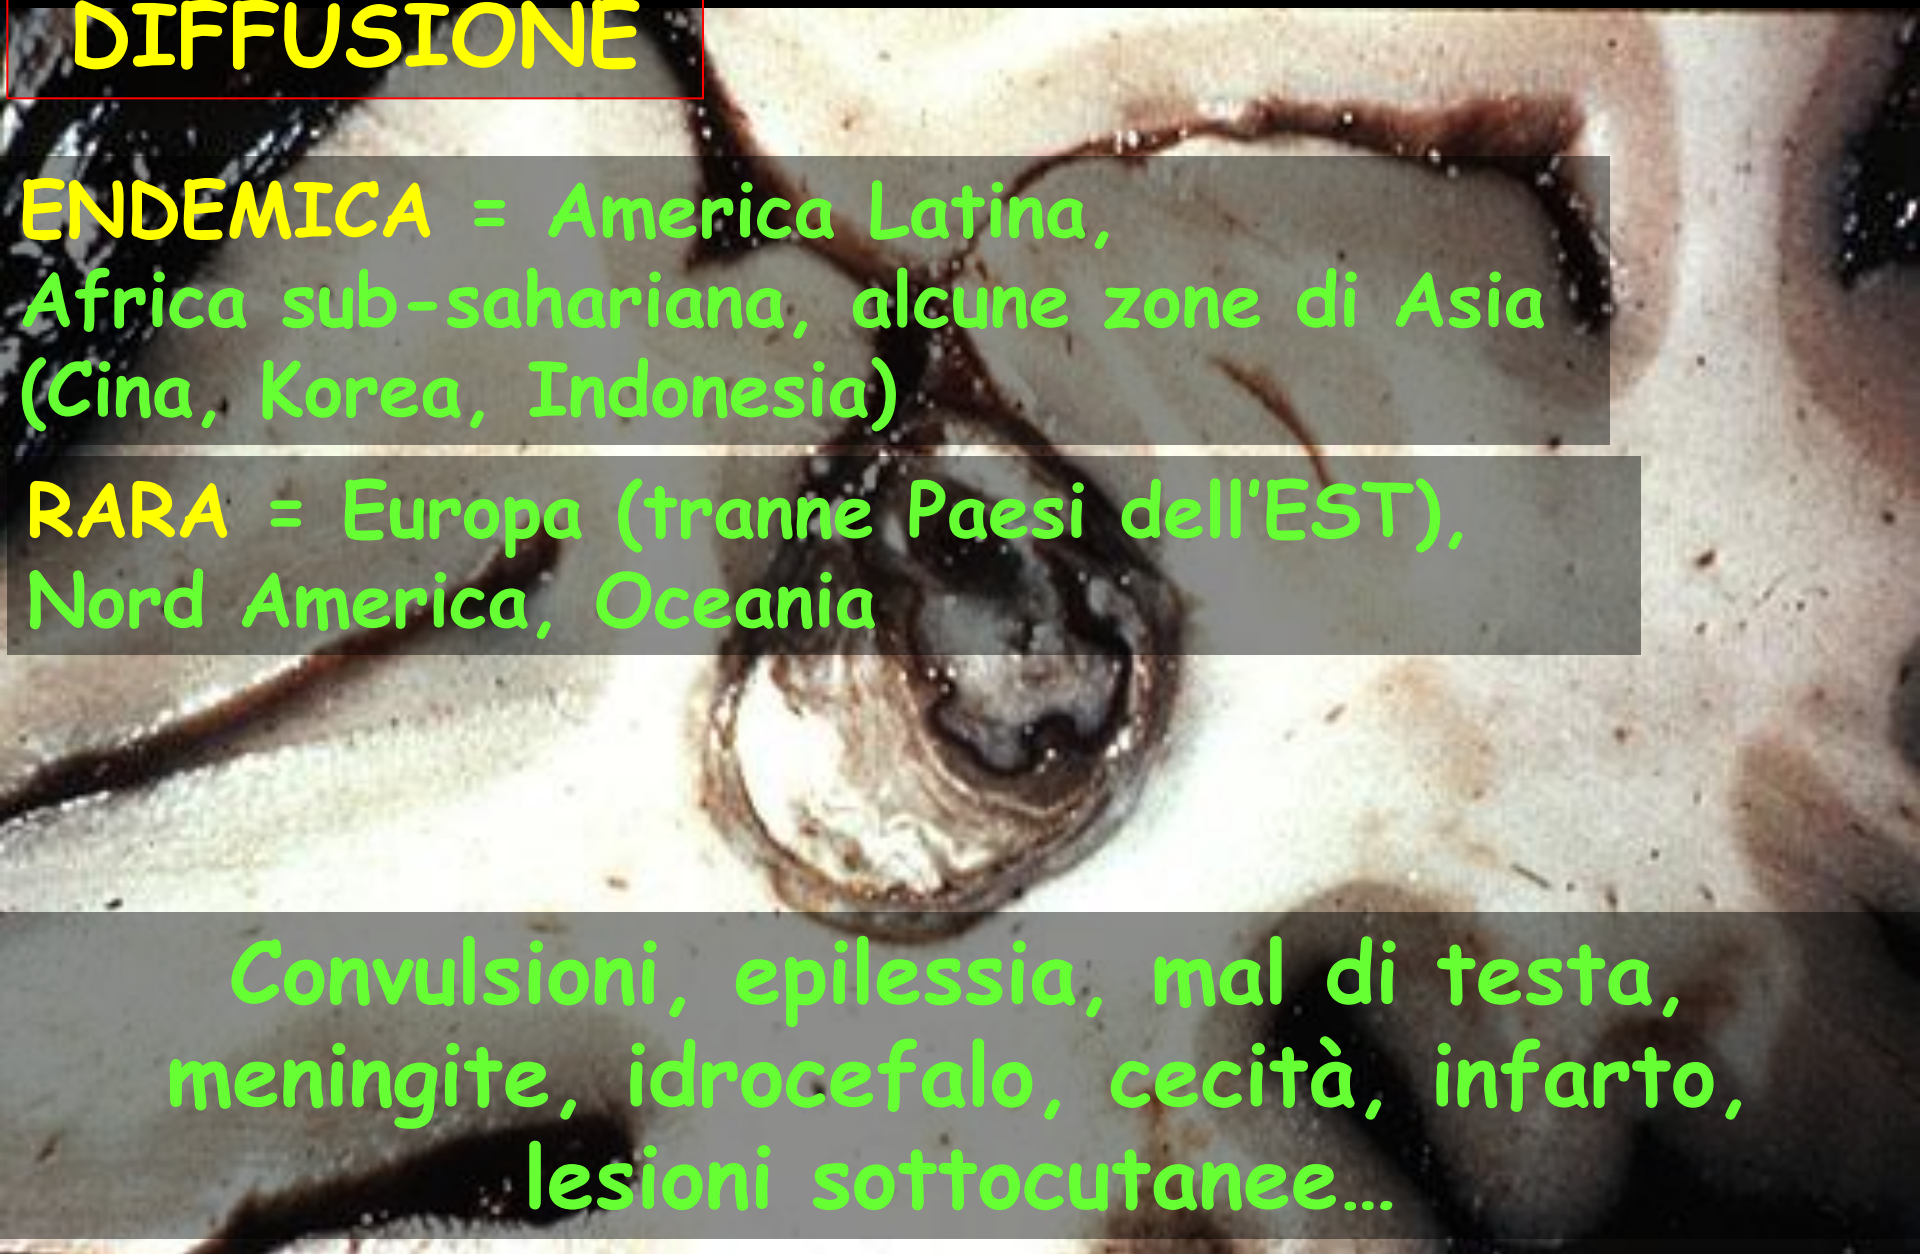 DIFFUSIONE
ENDEMICA = America Latina,
Africa sub-sahariana, alcune zone di Asia
(Cina, Korea, Indonesia)
RARA = Europa (tranne Paesi dell'EST),
Nord America, Oceania
Convulsioni, epilessia, mal di testa,
meningite, idrocefalo, cecità, infarto,
lesioni sottocutanee…